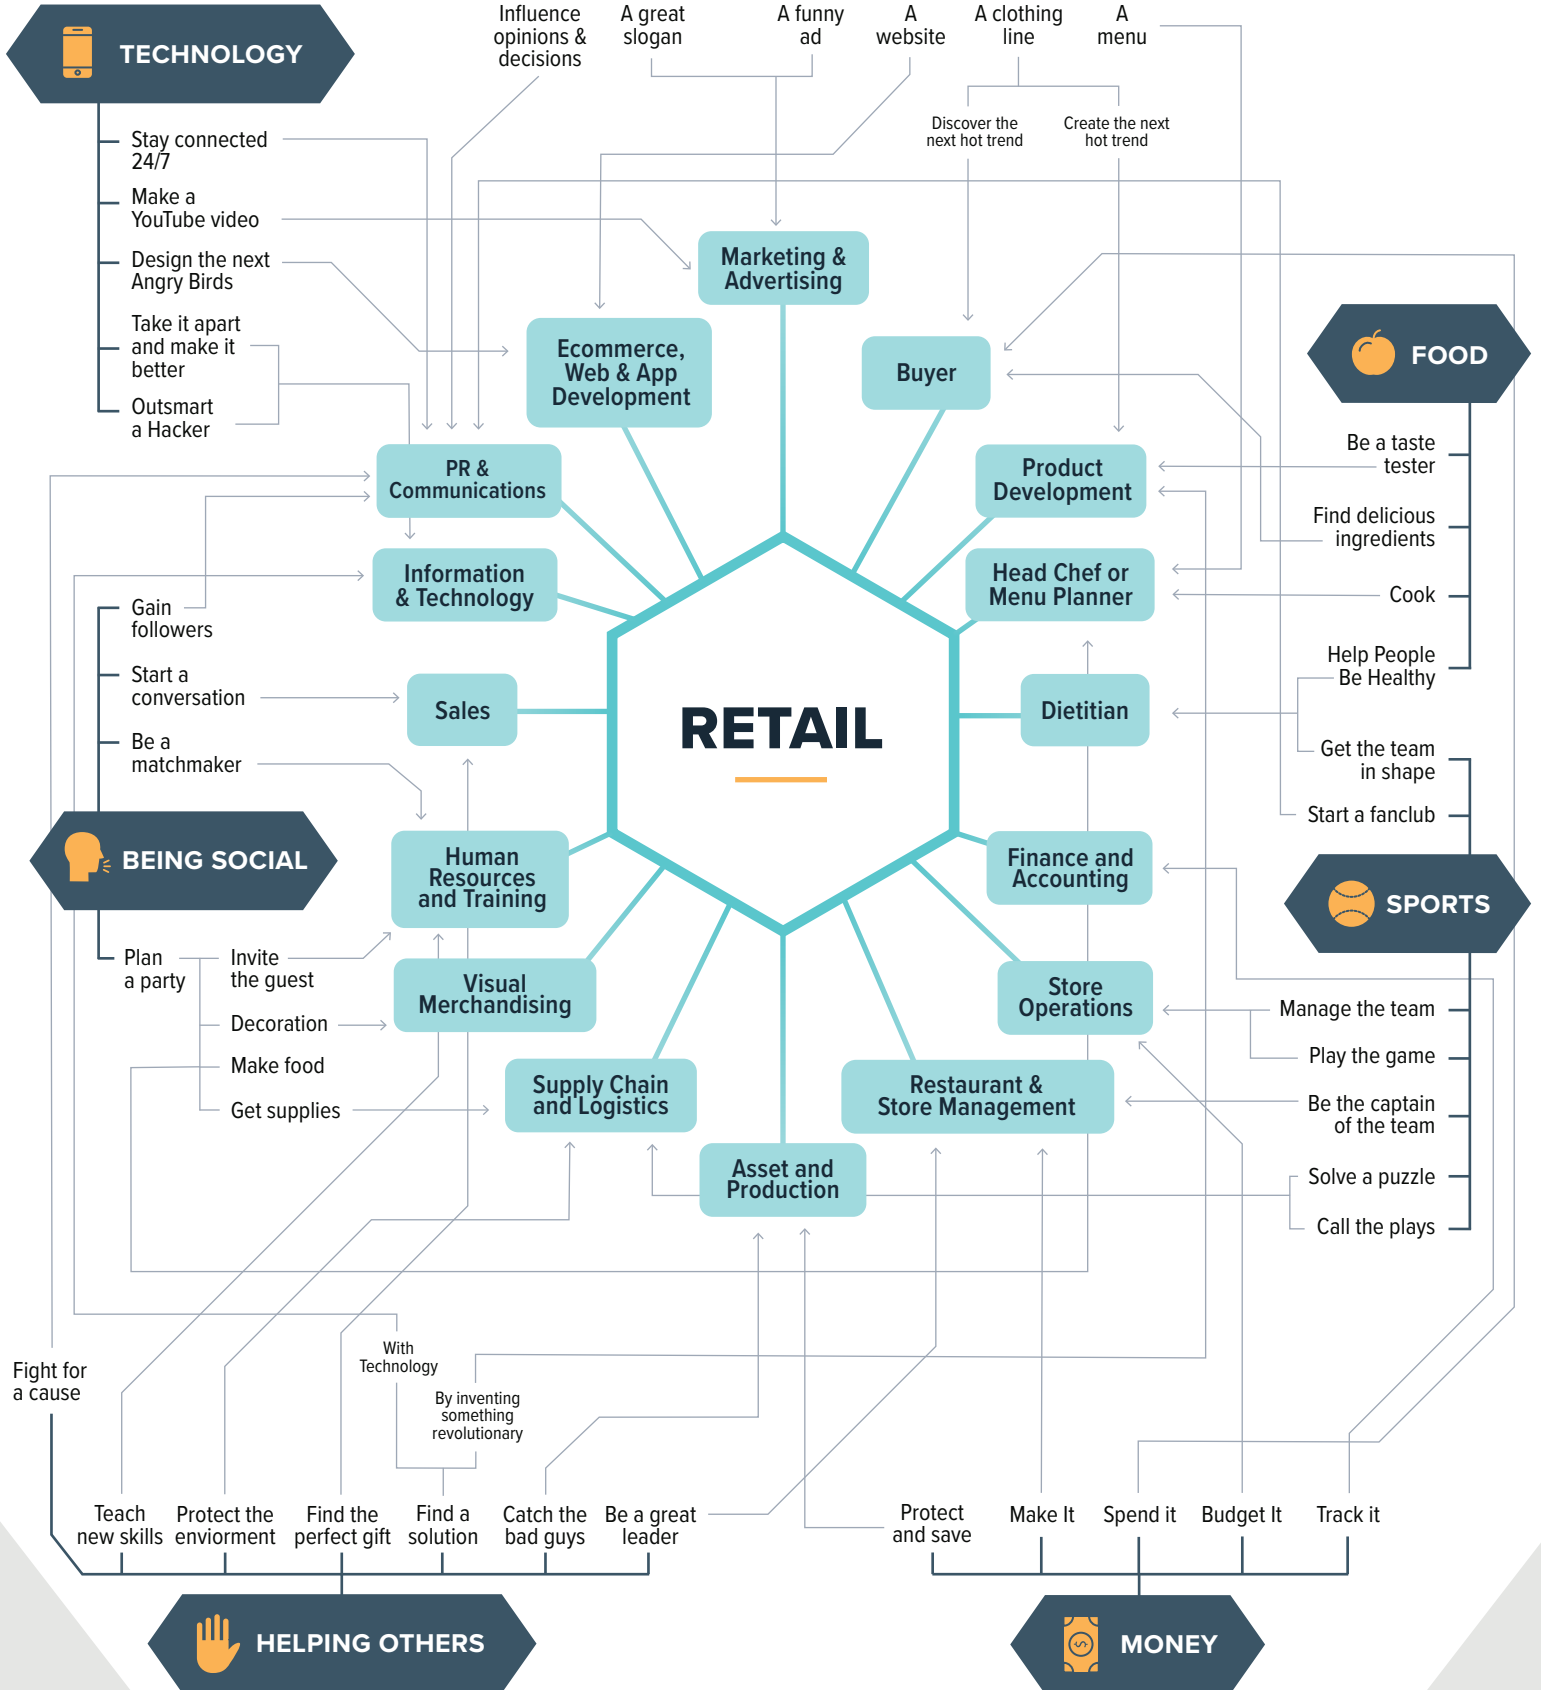 TECHNOLOGY
Influence
opinions &
decisions
A great
slogan
A funny
ad
A
website
A clothing
line
A
menu
Discover the
next hot trend
Create the next
hot trend
Stay connected
24/7
Make a
YouTube video
Design the next
Angry Birds
Take it apart
and make it
better
Outsmart
a Hacker
Marketing &
Advertising
Ecommerce,
Web & App
Development
Buyer
PR &
Communications
Product
Development
Information
& Technology
Head Chef or
Menu Planner
FOOD
Be a taste
tester
Find delicious
ingredients
Cook
Help People
Be Healthy
Get the team
in shape
Start a fanclub
Gain
followers
Start a
conversation
Be a
matchmaker
Sales
RETAIL
Dietitian
BEING SOCIAL
Human
Resources
and Training
Finance and
Accounting
SPORTS
Plan
a party
Invite
the guest
Decoration
Make food
Get supplies
Visual
Merchandising
Store
Operations
Manage the team
Play the game
Be the captain
of the team
Solve a puzzle
Call the plays
Supply Chain
and Logistics
Restaurant &
Store Management
Asset and
Production
With
Technology
By inventing
something
revolutionary
Fight for
a cause
Teach
new skills
Protect the
enviorment
Find the
perfect gift
Find a
solution
Catch the
bad guys
Be a great
leader
Protect
and save
Make It
Spend it
Budget It
Track it
HELPING OTHERS
MONEY